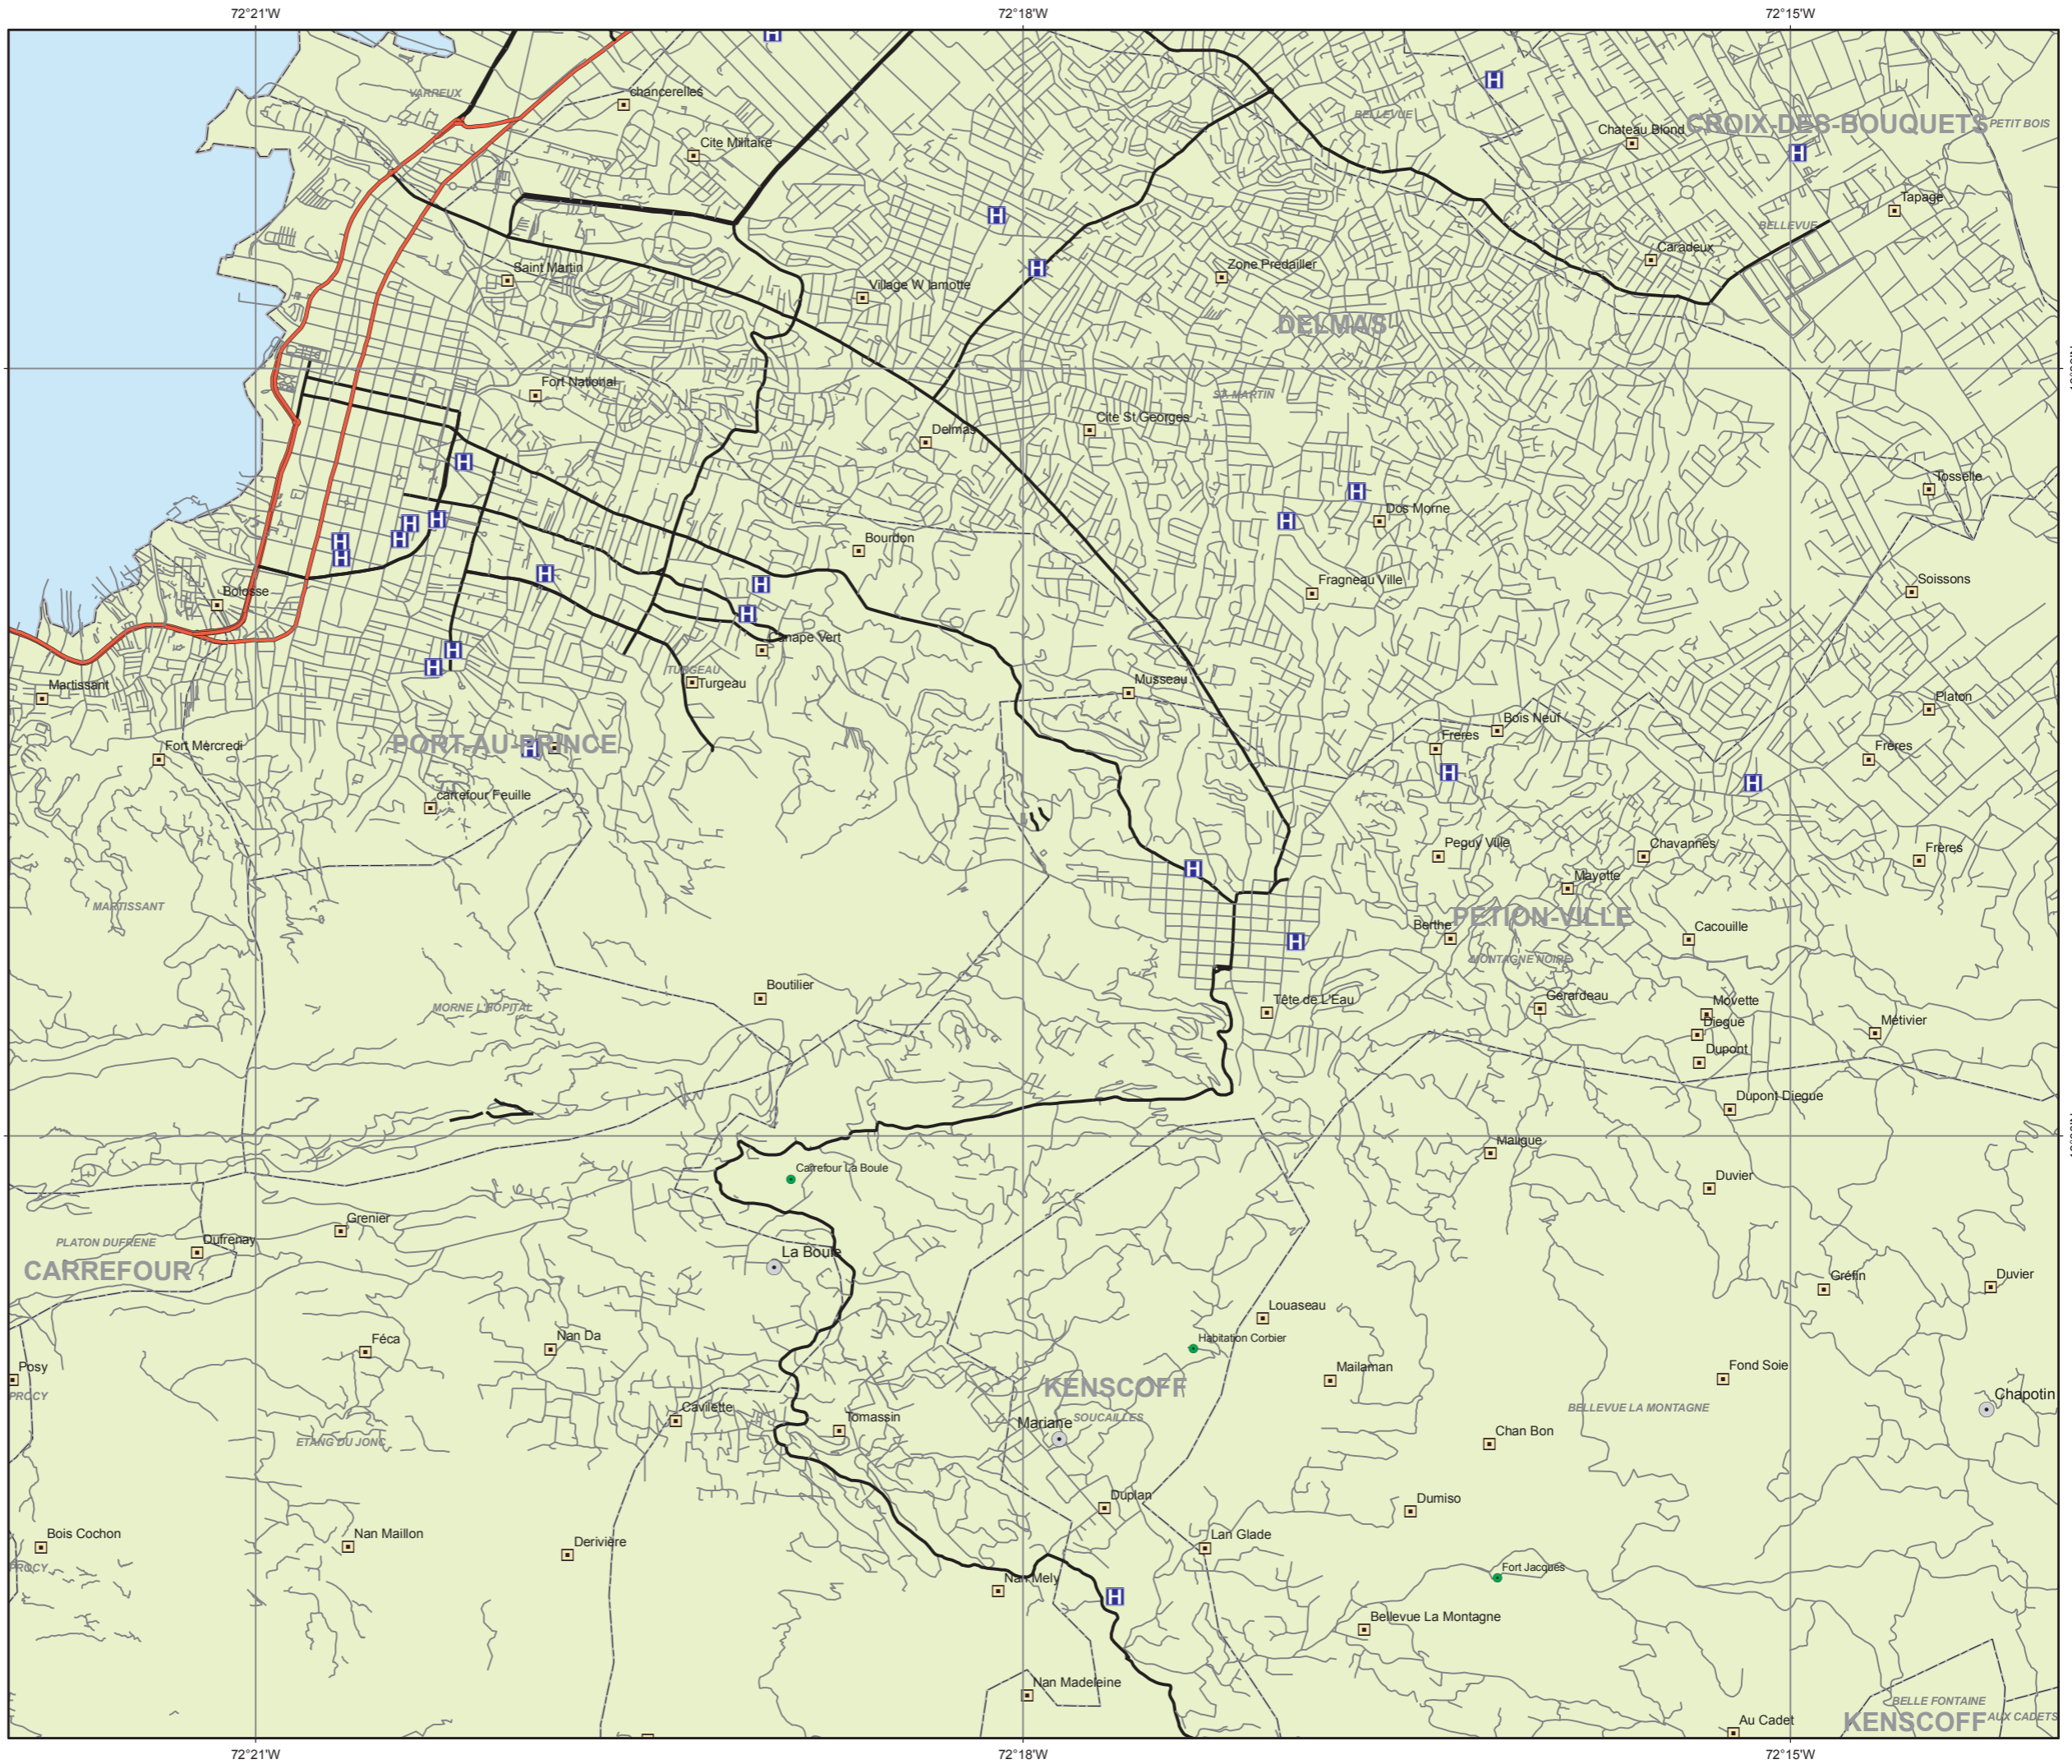 72°21'W
72°18'W
72°15'W
H
VARREUX
chancerelles
H
BELLEVUE
Chateau Blond
CROIX-DES-BOUQUETS
PETIT BOIS
Cite Militaire
H
Tapage
H
BELLEVUE
Caradeux
H
Saint Martin
Zone Predailler
Village W lamotte
DELMAS
Fort National
ST MARTIN
Cite St Georges
Delmas
H
Tosselle
H
Dos Morne
H
H
H
H
H
H
Bourdon
H
H
Fragneau Ville
Soissons
Bolosse
H
Canape Vert
H
H
TURGEAU
Turgeau
Musseau
Martissant
Platon
Bois Neuf
Freres
Fort Mercredi
PORT-AU-PRINCE
H
Freres
H
H
carrefour Feuille
Peguy Ville
Chavannes
Freres
H
Mayotte
MARTISSANT
PETION-VILLE
Berthe
Cacouille
H
MONTAGNE NOIRE
Boutilier
Tête de L'Eau
Gerardeau
MORNE L'HOPITAL
Movette
Diegue
Métivier
Dupont
Dupont Diegue
Malique
Carrefour La Boule
Duvier
Grenier
PLATON DUFRENE
Dufrenay
La Boule
CARREFOUR
Gréfin
Duvier
Louaseau
Féca
Nan Da
Habitation Corbier
Posy
Mailaman
Fond Soie
PROCY
KENSCOFF
Chapotin
Cavilette
Tomassin
Mariane
SOUCAILLES
BELLEVUE LA MONTAGNE
ETANG DU JONC
Chan Bon
Duplan
Dumiso
Bois Cochon
Nan Maillon
Derivière
Lan Glade
PROCY
Fort Jacques
Nan Mely
H
Bellevue La Montagne
Nan Madeleine
BELLE FONTAINE
Au Cadet
KENSCOFF
AUX CADETS
72°21'W
72°18'W
72°15'W